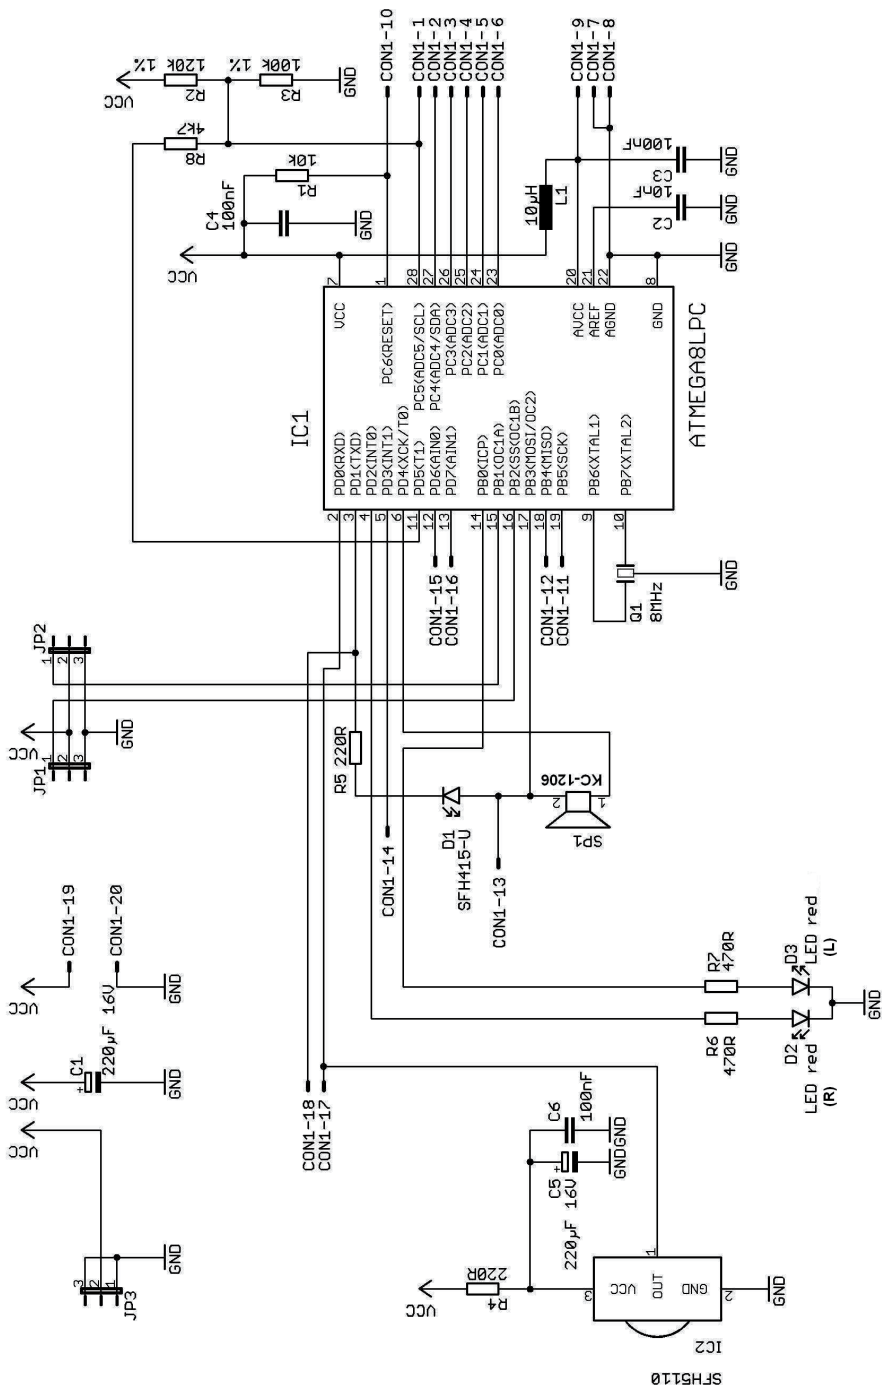 VCC
1%
120k
R2
1%
100k
R3
GND
CON1-10
CON1-1
CON1-2
CON1-3
CON1-4
CON1-5
CON1-6
CON1-9
CON1-7
CON1-8
4k7
R8
10k
R1
C4
100nF
GND
VCC
10µH
L1
100nF
C3
GND
10nF
C2
GND
GND
7
1
28
27
26
25
24
23
20
21
22
8
VCC
PC6(RESET)
PC5(ADC5/SCL)
PC4(ADC4/SDA)
PC3(ADC3)
PC2(ADC2)
PC1(ADC1)
PC0(ADC0)
AVCC
AREF
AGND
GND
IC1
ATMEGA8LPC
PD0(RXD)
PD1(TXD)
PD2(INT0)
PD3(INT1)
PD4(XCK/T0)
PD5(T1)
PD6(AIN0)
PD7(AIN1)
PB0(ICP)
PB1(OC1A)
PB2(SS(OC1B)
PB3(MOSI/OC2)
PB4(MISO)
PB5(SCK)
PB6(XTAL1)
PB7(XTAL2)
2
3
4
5
6
11
12
13
14
15
16
17
18
19
9
10
CON1-15
CON1-16
CON1-12
CON1-11
Q1
8MHz
GND
JP2
1
2
3
VCC
GND
JP1
1
2
3
R5
220R
CON1-14
D1
SFH415-U
CON1-13
KC-1206
2
1
SP1
VCC
CON1-19
CON1-20
GND
VCC
C1
+
220µF 16V
GND
R7
470R
D3
LED red
(L)
R6
470R
D2
LED red
(R)
GND
CON1-18
CON1-17
VCC
3
2
1
JP3
GND
C6
100nF
GND
C5
+
16V
220µF
GND
VCC
220R
R4
3
VCC
1
OUT
GND
2
GND
IC2
SFH5110